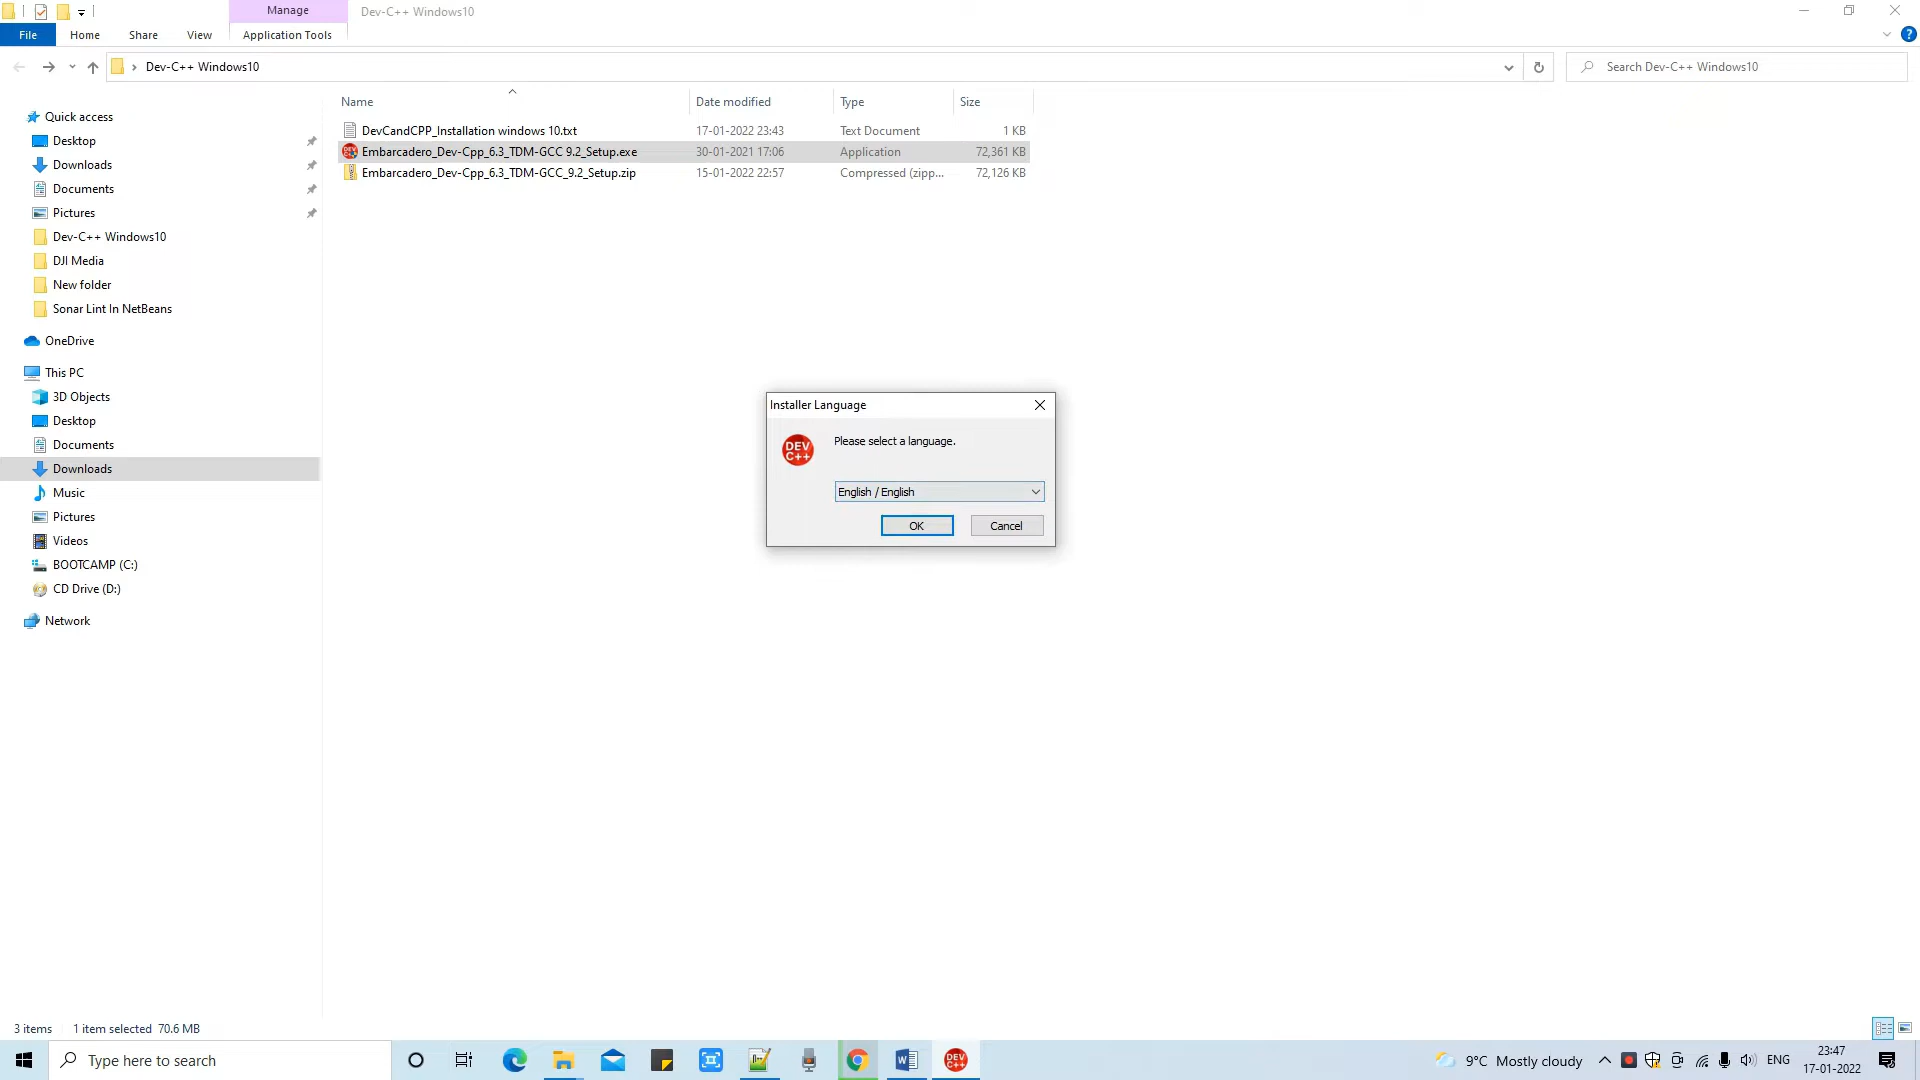 Manage
Dev-C++ Windows10
File
Home
Share
View
Application Tools
?
Dev-C++ Windows10
Search Dev-C++ Windows10
Name
Date modified
Type
Size
DevCandCPP_Installation windows 10.txt
17-01-2022 23:43
Text Document
1 KB
Embarcadero_Dev-Cpp_6.3_TDM-GCC 9.2_Setup.exe
30-01-2021 17:06
Application
72,361 KB
Embarcadero_Dev-Cpp_6.3_TDM-GCC_9.2_Setup.zip
15-01-2022 22:57
Compressed (zipp...
72,126 KB
Quick access
Desktop
Downloads
Documents
Pictures
Dev-C++ Windows10
DJI Media
New folder
Sonar Lint In NetBeans
OneDrive
This PC
3D Objects
Desktop
Documents
Downloads
Music
Pictures
Videos
BOOTCAMP (C:)
CD Drive (D:)
Network
Installer Language
DEV
C++
Please select a language.
English / English
OK
Cancel
3 items
1 item selected 70.6 MB
Type here to search
DEV
C++
9°C Mostly cloudy
ENG
23:47
17-01-2022